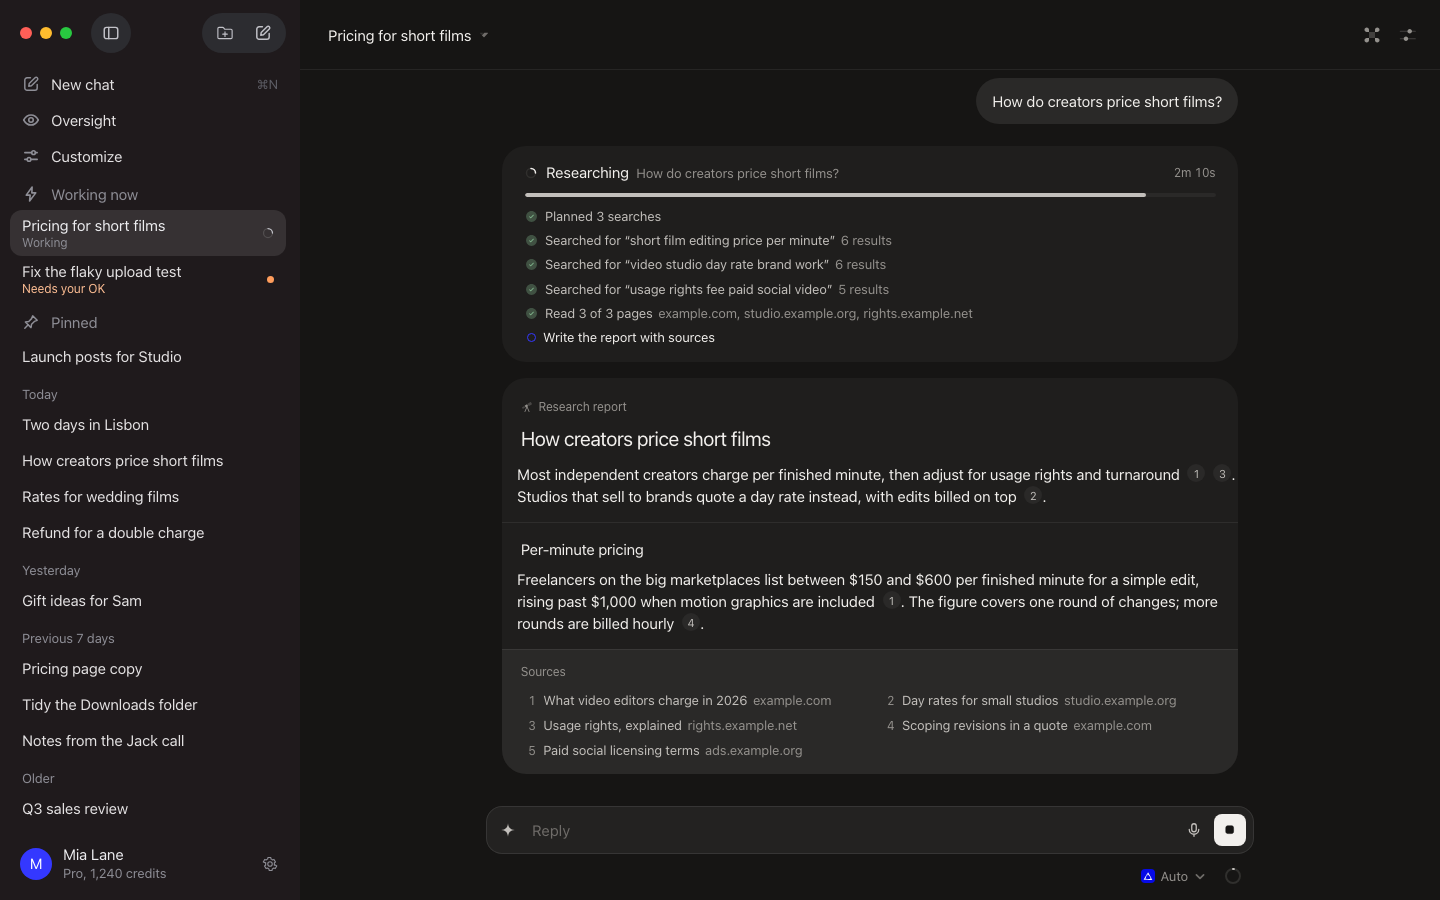 New chat
⌘N
Oversight
Customize
Working now
Pricing for short films
Working
Fix the flaky upload test
Needs your OK
Pinned
Launch posts for Studio
Today
Two days in Lisbon
How creators price short films
Rates for wedding films
Refund for a double charge
Yesterday
Gift ideas for Sam
Previous 7 days
Pricing page copy
Tidy the Downloads folder
Notes from the Jack call
Older
Q3 sales review
M
Mia Lane
Pro, 1,240 credits
Pricing for short films
How do creators price short films?
Researching How do creators price short films? 2m 10s
Planned 3 searches
Searched for “short film editing price per minute” 6 results
Searched for “video studio day rate brand work” 6 results
Searched for “usage rights fee paid social video” 5 results
Read 3 of 3 pages example.com, studio.example.org, rights.example.net
Write the report with sources
Research report
How creators price short films
Most independent creators charge per finished minute, then adjust for usage rights and turnaround 1 3.
Studios that sell to brands quote a day rate instead, with edits billed on top 2.
Per-minute pricing
Freelancers on the big marketplaces list between $150 and $600 per finished minute for a simple edit,
rising past $1,000 when motion graphics are included 1. The figure covers one round of changes; more
rounds are billed hourly 4.
Sources
1 What video editors charge in 2026 example.com
2 Day rates for small studios studio.example.org
3 Usage rights, explained rights.example.net
4 Scoping revisions in a quote example.com
5 Paid social licensing terms ads.example.org
Reply
Auto